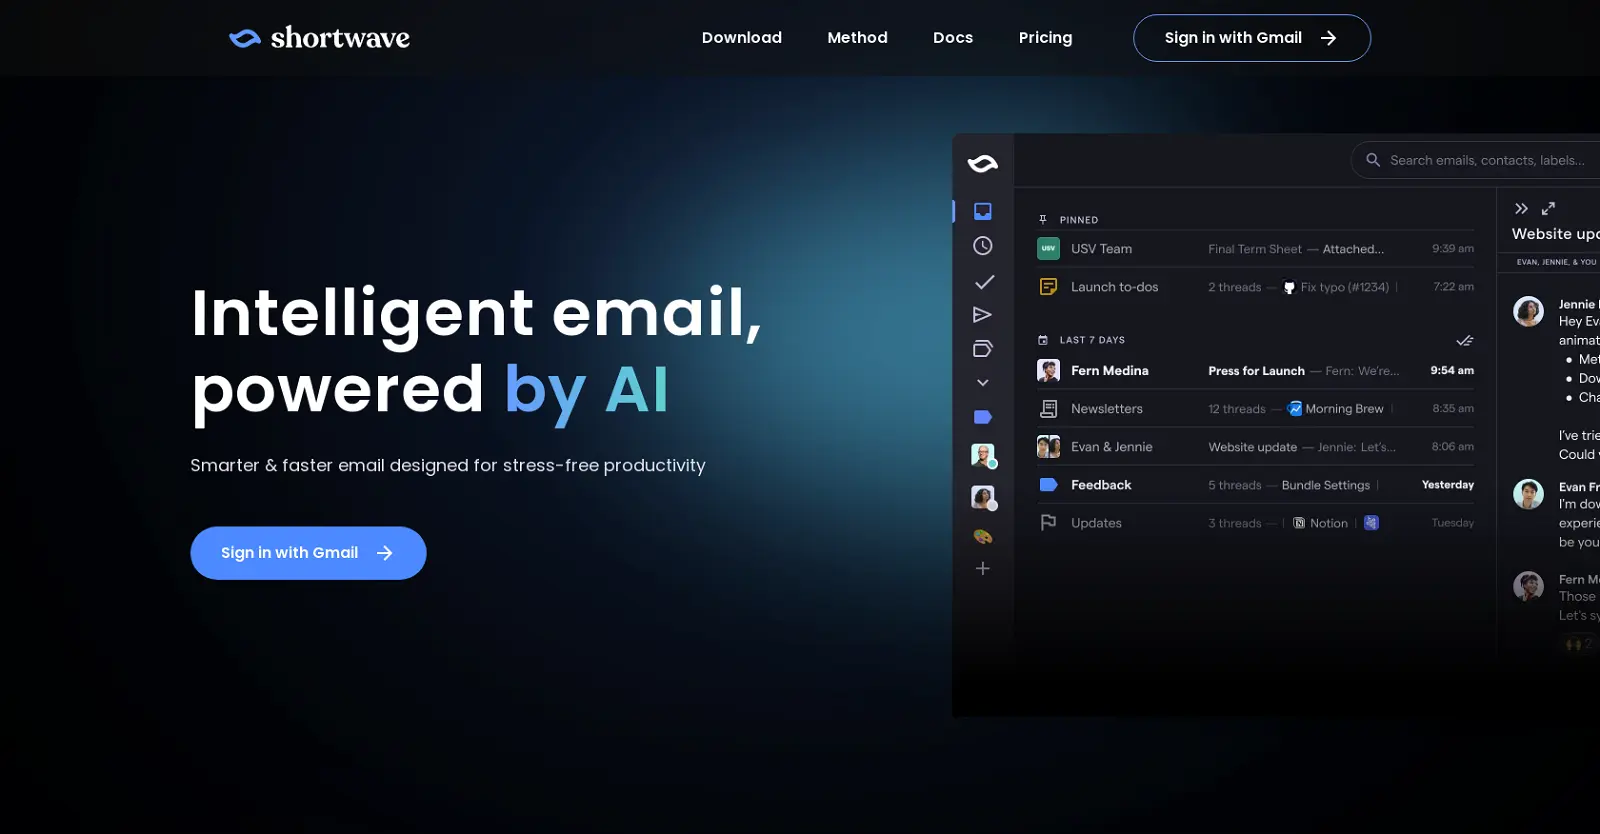 shortwave
Download
Method
Docs
Pricing
Sign in with Gmail
Intelligent email,
powered by AI
Smarter & faster email designed for stress-free productivity
Sign in with Gmail
Search emails, contacts, labels...
PINNED
USV USV Team Final Term Sheet — Attached... 9:39 am
Launch to-dos 2 threads — Fix typo (#1234) 7:22 am
LAST 7 DAYS
Fern Medina Press for Launch — Fern: We're... 9:54 am
Newsletters 12 threads — Morning Brew 8:35 am
Evan & Jennie Website update — Jennie: Let's... 8:06 am
Feedback 5 threads — Bundle Settings Yesterday
Updates 3 threads — Notion Tuesday
Website upd
EVAN, JENNIE, & YOU
Jennie
Hey Ev
animat
• Met
• Dow
• Cha
I've trie
Could
Evan Fr
I'm dow
experie
be you
Fern M
Those
Let's sy
2